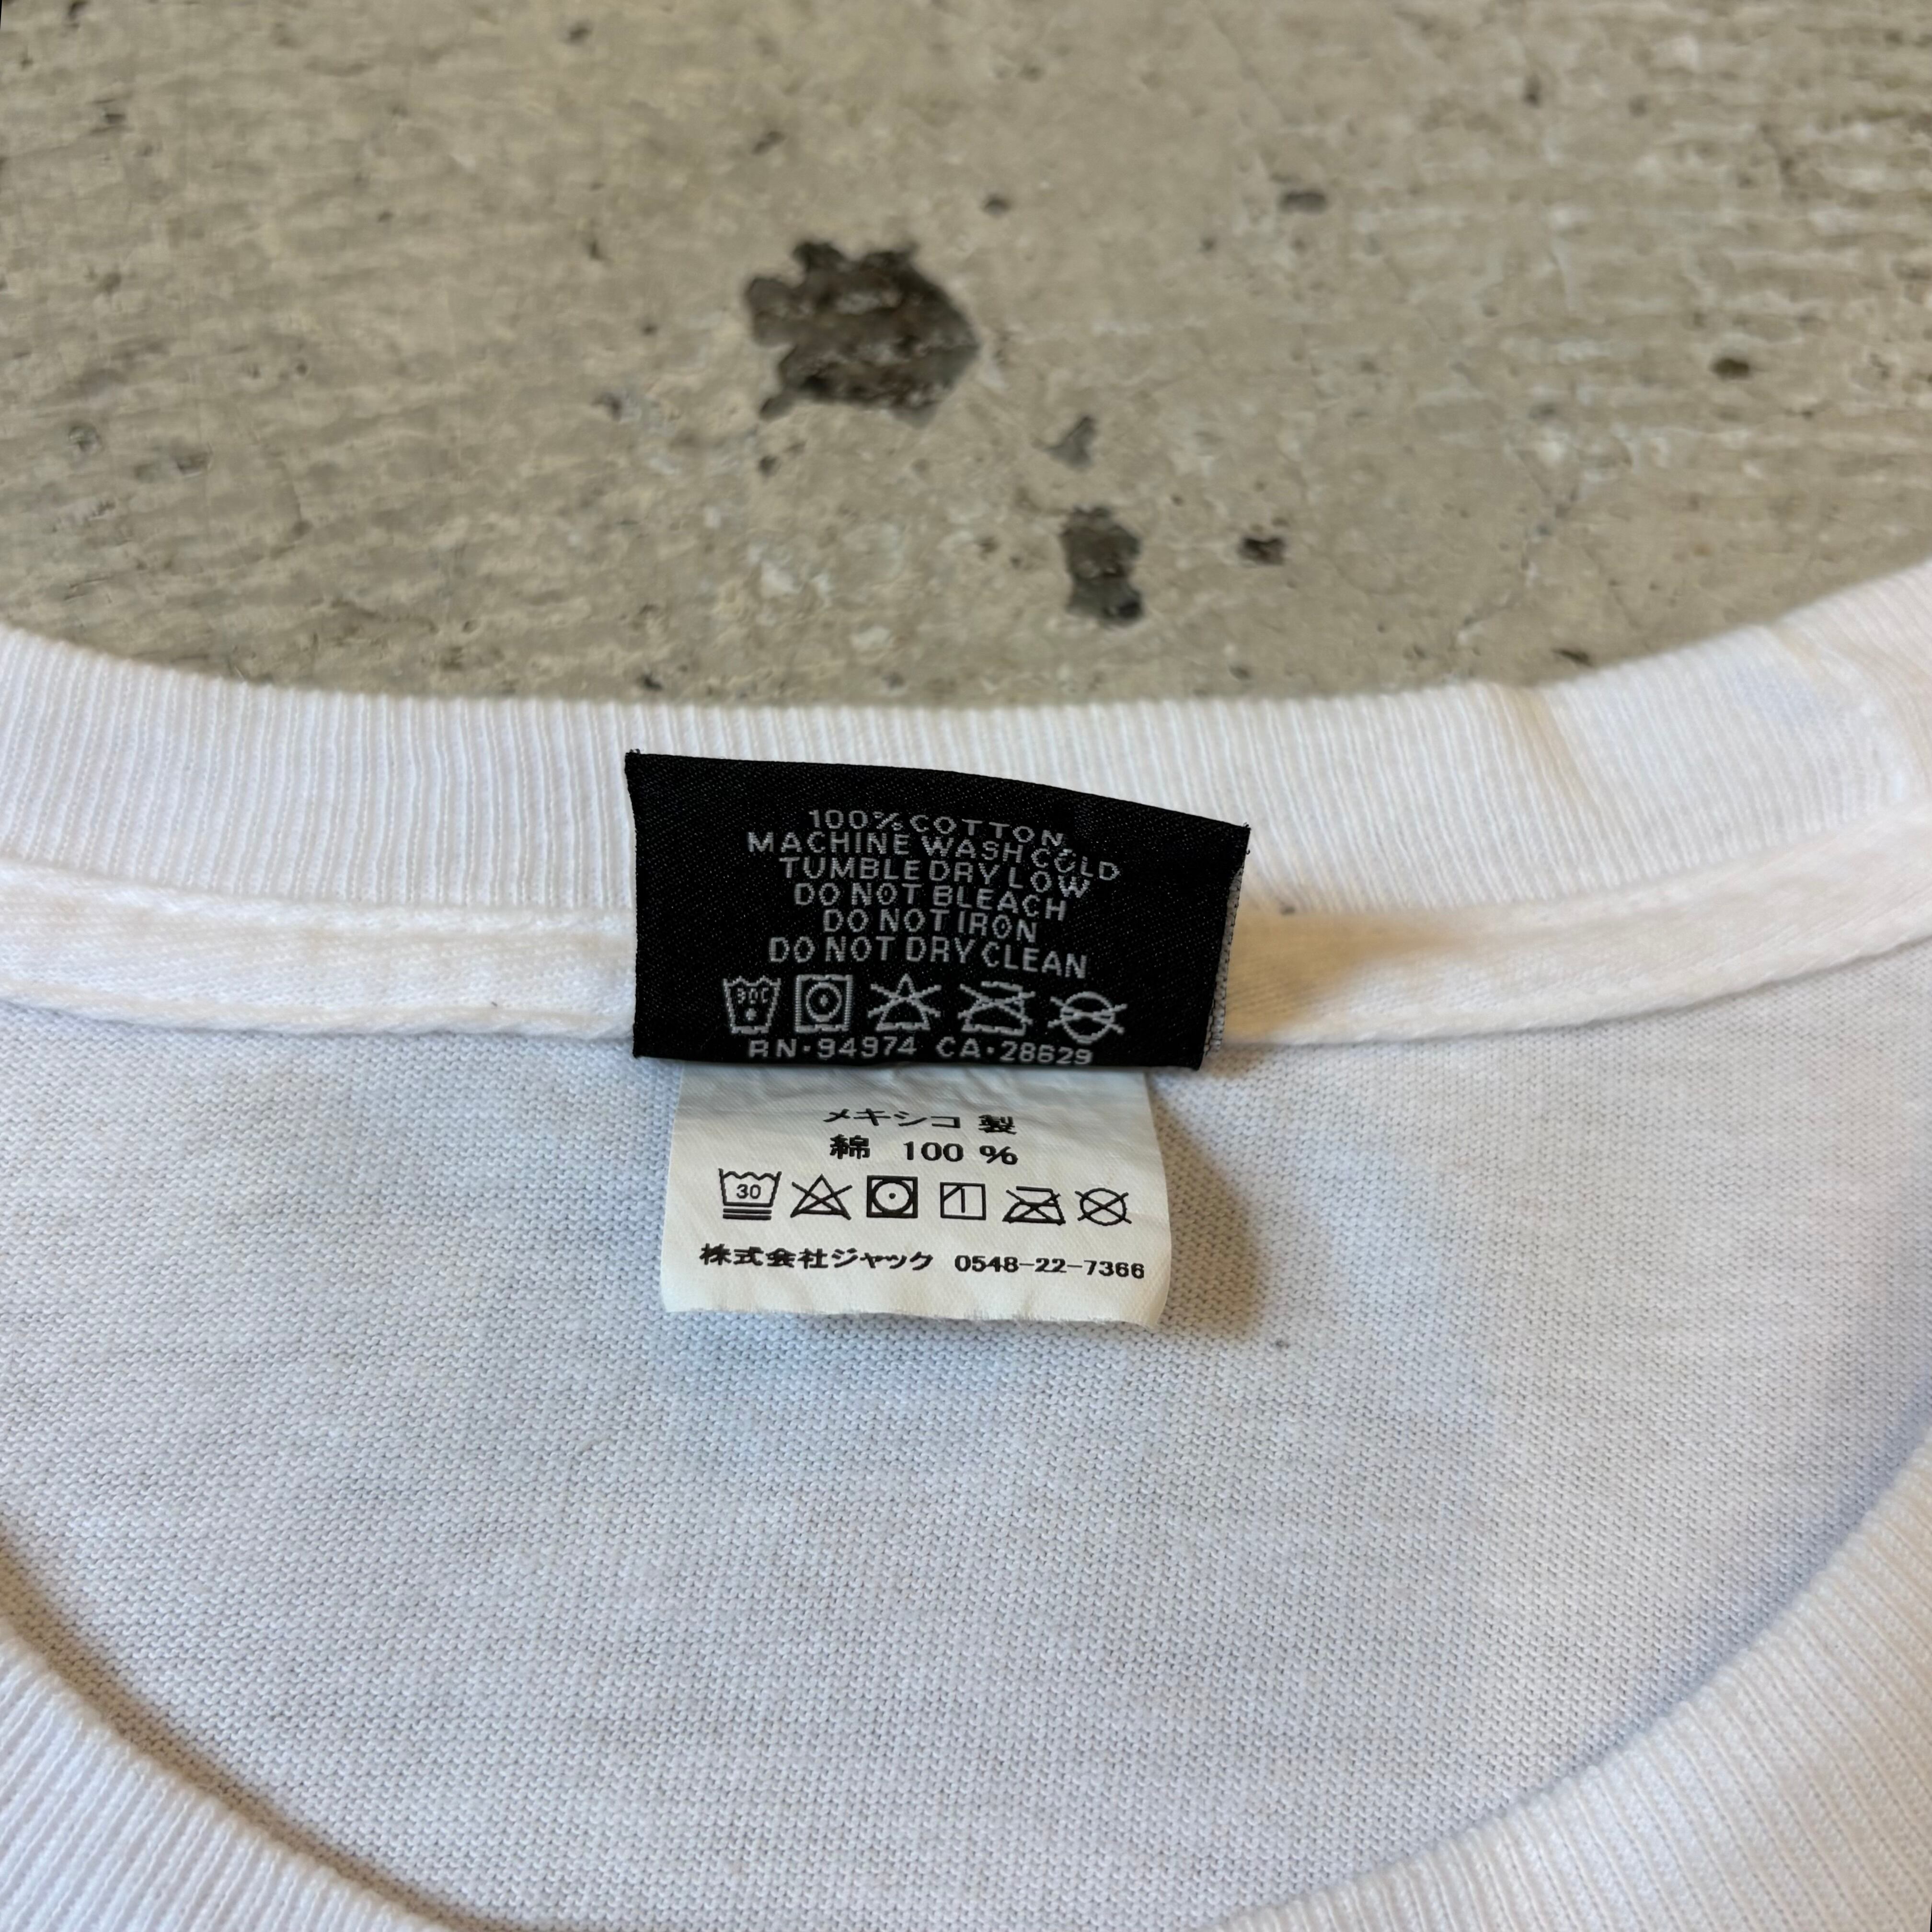 100% COTTON.
MACHINE WASH COLD
TUMBLE DRY LOW
DO NOT BLEACH
DO NOT IRON
DO NOT DRY CLEAN
30C
RN·94974 CA·28629
メキシコ 製
綿 100 %
30
株式会社ジャック 0548-22-7366